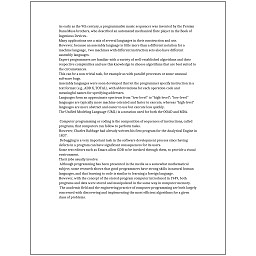 as early as the 9th century, a programmable music sequencer was invented by the Persian
Banu Musa brothers, who described an automated mechanical flute player in the Book of
Ingenious Devices.
Many applications use a mix of several languages in their construction and use.
However, because an assembly language is little more than a different notation for a
machine language, two machines with different instruction sets also have different
assembly languages.
Expert programmers are familiar with a variety of well-established algorithms and their
respective complexities and use this knowledge to choose algorithms that are best suited to
the circumstances.
This can be a non-trivial task, for example as with parallel processes or some unusual
software bugs.
Assembly languages were soon developed that let the programmer specify instruction in a
text format (e.g., ADD X, TOTAL), with abbreviations for each operation code and
meaningful names for specifying addresses.
Languages form an approximate spectrum from "low-level" to "high-level"; "low-level"
languages are typically more machine-oriented and faster to execute, whereas "high-level"
languages are more abstract and easier to use but execute less quickly.
The Unified Modeling Language (UML) is a notation used for both the OOAD and MDA.

Computer programming or coding is the composition of sequences of instructions, called
programs, that computers can follow to perform tasks.
However, Charles Babbage had already written his first program for the Analytical Engine in
1837.
Debugging is a very important task in the software development process since having
defects in a program can have significant consequences for its users.
Some text editors such as Emacs allow GDB to be invoked through them, to provide a visual
environment.
Their jobs usually involve:
Although programming has been presented in the media as a somewhat mathematical
subject, some research shows that good programmers have strong skills in natural human
languages, and that learning to code is similar to learning a foreign language.
However, with the concept of the stored-program computer introduced in 1949, both
programs and data were stored and manipulated in the same way in computer memory.
The academic field and the engineering practice of computer programming are both largely
concerned with discovering and implementing the most efficient algorithms for a given
class of problems.